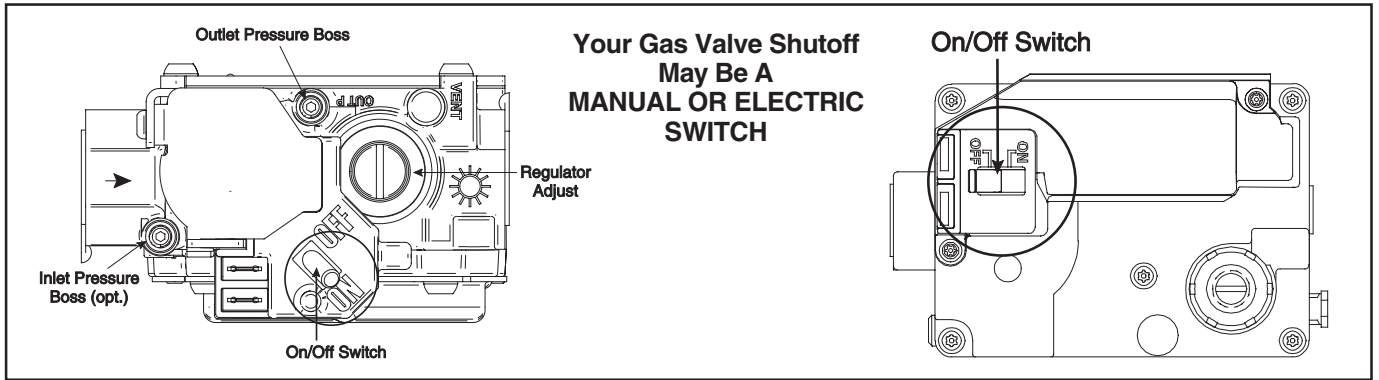 Outlet Pressure Boss
OUT P
VENT
Regulator
Adjust
OFF
ON
Inlet Pressure
Boss (opt.)
On/Off Switch
Your Gas Valve Shutoff
May Be A
MANUAL OR ELECTRIC
SWITCH
On/Off Switch
OFF
ON